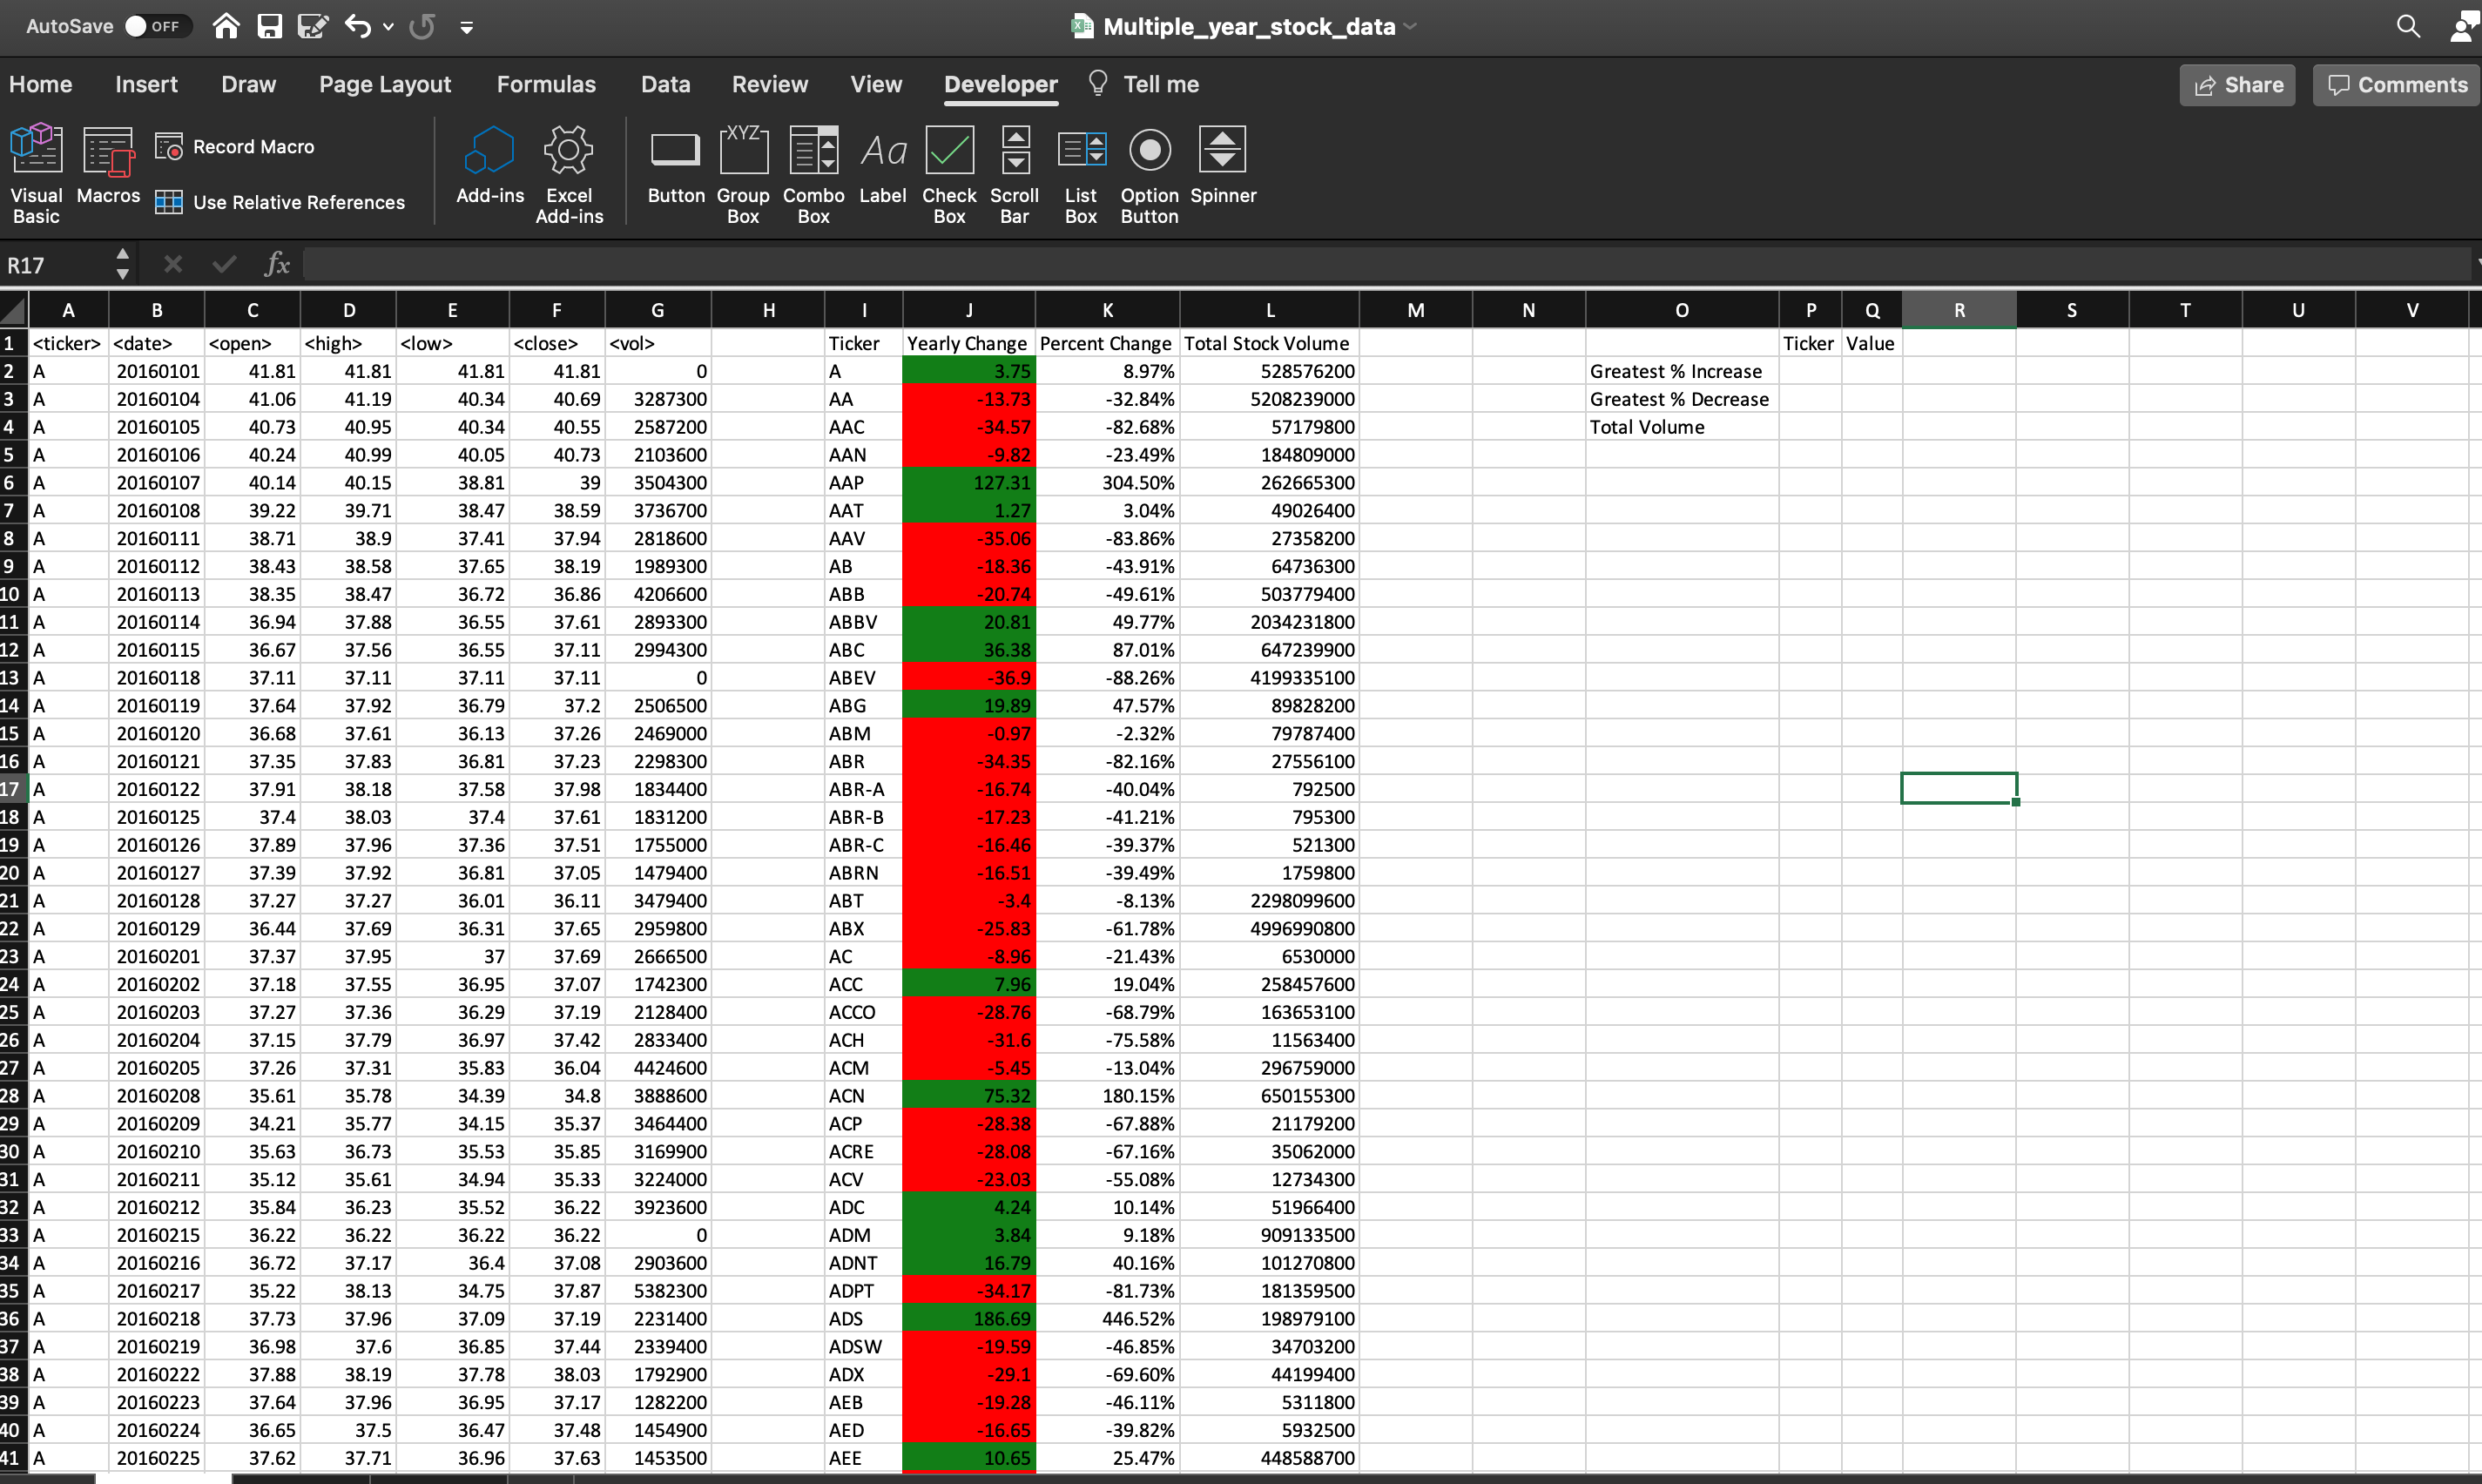 AutoSave OFF Multiple_year_stock_data
Home Insert Draw Page Layout Formulas Data Review View Developer Tell me Share Comments
Visual Basic Macros Record Macro Use Relative References Add-ins Excel Add-ins Button Group Box Combo Box Label Check Box Scroll Bar List Box Option Button Spinner
XYZ Aa
R17 fx
A B C D E F G H I J K L M N O P Q R S T U V
1 <ticker> <date> <open> <high> <low> <close> <vol> Ticker Yearly Change Percent Change Total Stock Volume Ticker Value
2 A 20160101 41.81 41.81 41.81 41.81 0 A 3.75 8.97% 528576200 Greatest % Increase
3 A 20160104 41.06 41.19 40.34 40.69 3287300 AA -13.73 -32.84% 5208239000 Greatest % Decrease
4 A 20160105 40.73 40.95 40.34 40.55 2587200 AAC -34.57 -82.68% 57179800 Total Volume
5 A 20160106 40.24 40.99 40.05 40.73 2103600 AAN -9.82 -23.49% 184809000
6 A 20160107 40.14 40.15 38.81 39 3504300 AAP 127.31 304.50% 262665300
7 A 20160108 39.22 39.71 38.47 38.59 3736700 AAT 1.27 3.04% 49026400
8 A 20160111 38.71 38.9 37.41 37.94 2818600 AAV -35.06 -83.86% 27358200
9 A 20160112 38.43 38.58 37.65 38.19 1989300 AB -18.36 -43.91% 64736300
10 A 20160113 38.35 38.47 36.72 36.86 4206600 ABB -20.74 -49.61% 503779400
11 A 20160114 36.94 37.88 36.55 37.61 2893300 ABBV 20.81 49.77% 2034231800
12 A 20160115 36.67 37.56 36.55 37.11 2994300 ABC 36.38 87.01% 647239900
13 A 20160118 37.11 37.11 37.11 37.11 0 ABEV -36.9 -88.26% 4199335100
14 A 20160119 37.64 37.92 36.79 37.2 2506500 ABG 19.89 47.57% 89828200
15 A 20160120 36.68 37.61 36.13 37.26 2469000 ABM -0.97 -2.32% 79787400
16 A 20160121 37.35 37.83 36.81 37.23 2298300 ABR -34.35 -82.16% 27556100
17 A 20160122 37.91 38.18 37.58 37.98 1834400 ABR-A -16.74 -40.04% 792500
18 A 20160125 37.4 38.03 37.4 37.61 1831200 ABR-B -17.23 -41.21% 795300
19 A 20160126 37.89 37.96 37.36 37.51 1755000 ABR-C -16.46 -39.37% 521300
20 A 20160127 37.39 37.92 36.81 37.05 1479400 ABRN -16.51 -39.49% 1759800
21 A 20160128 37.27 37.27 36.01 36.11 3479400 ABT -3.4 -8.13% 2298099600
22 A 20160129 36.44 37.69 36.31 37.65 2959800 ABX -25.83 -61.78% 4996990800
23 A 20160201 37.37 37.95 37 37.69 2666500 AC -8.96 -21.43% 6530000
24 A 20160202 37.18 37.55 36.95 37.07 1742300 ACC 7.96 19.04% 258457600
25 A 20160203 37.27 37.36 36.29 37.19 2128400 ACCO -28.76 -68.79% 163653100
26 A 20160204 37.15 37.79 36.97 37.42 2833400 ACH -31.6 -75.58% 11563400
27 A 20160205 37.26 37.31 35.83 36.04 4424600 ACM -5.45 -13.04% 296759000
28 A 20160208 35.61 35.78 34.39 34.8 3888600 ACN 75.32 180.15% 650155300
29 A 20160209 34.21 35.77 34.15 35.37 3464400 ACP -28.38 -67.88% 21179200
30 A 20160210 35.63 36.73 35.53 35.85 3169900 ACRE -28.08 -67.16% 35062000
31 A 20160211 35.12 35.61 34.94 35.33 3224000 ACV -23.03 -55.08% 12734300
32 A 20160212 35.84 36.23 35.52 36.22 3923600 ADC 4.24 10.14% 51966400
33 A 20160215 36.22 36.22 36.22 36.22 0 ADM 3.84 9.18% 909133500
34 A 20160216 36.72 37.17 36.4 37.08 2903600 ADNT 16.79 40.16% 101270800
35 A 20160217 35.22 38.13 34.75 37.87 5382300 ADPT -34.17 -81.73% 181359500
36 A 20160218 37.73 37.96 37.09 37.19 2231400 ADS 186.69 446.52% 198979100
37 A 20160219 36.98 37.6 36.85 37.44 2339400 ADSW -19.59 -46.85% 34703200
38 A 20160222 37.88 38.19 37.78 38.03 1792900 ADX -29.1 -69.60% 44199400
39 A 20160223 37.64 37.96 36.95 37.17 1282200 AEB -19.28 -46.11% 5311800
40 A 20160224 36.65 37.5 36.47 37.48 1454900 AED -16.65 -39.82% 5932500
41 A 20160225 37.62 37.71 36.96 37.63 1453500 AEE 10.65 25.47% 448588700